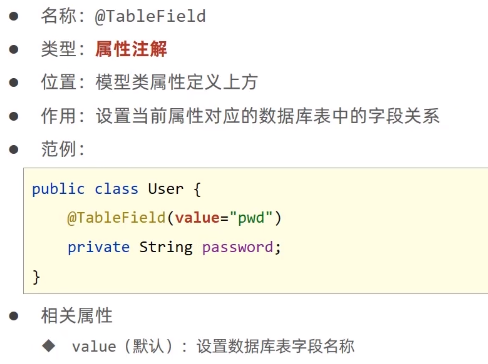 ● 名称：@TableField
● 类型：属性注解
● 位置：模型类属性定义上方
● 作用：设置当前属性对应的数据库表中的字段关系
● 范例：
public class User {
    @TableField(value="pwd")
    private String password;
}
● 相关属性
◆ value（默认）：设置数据库表字段名称